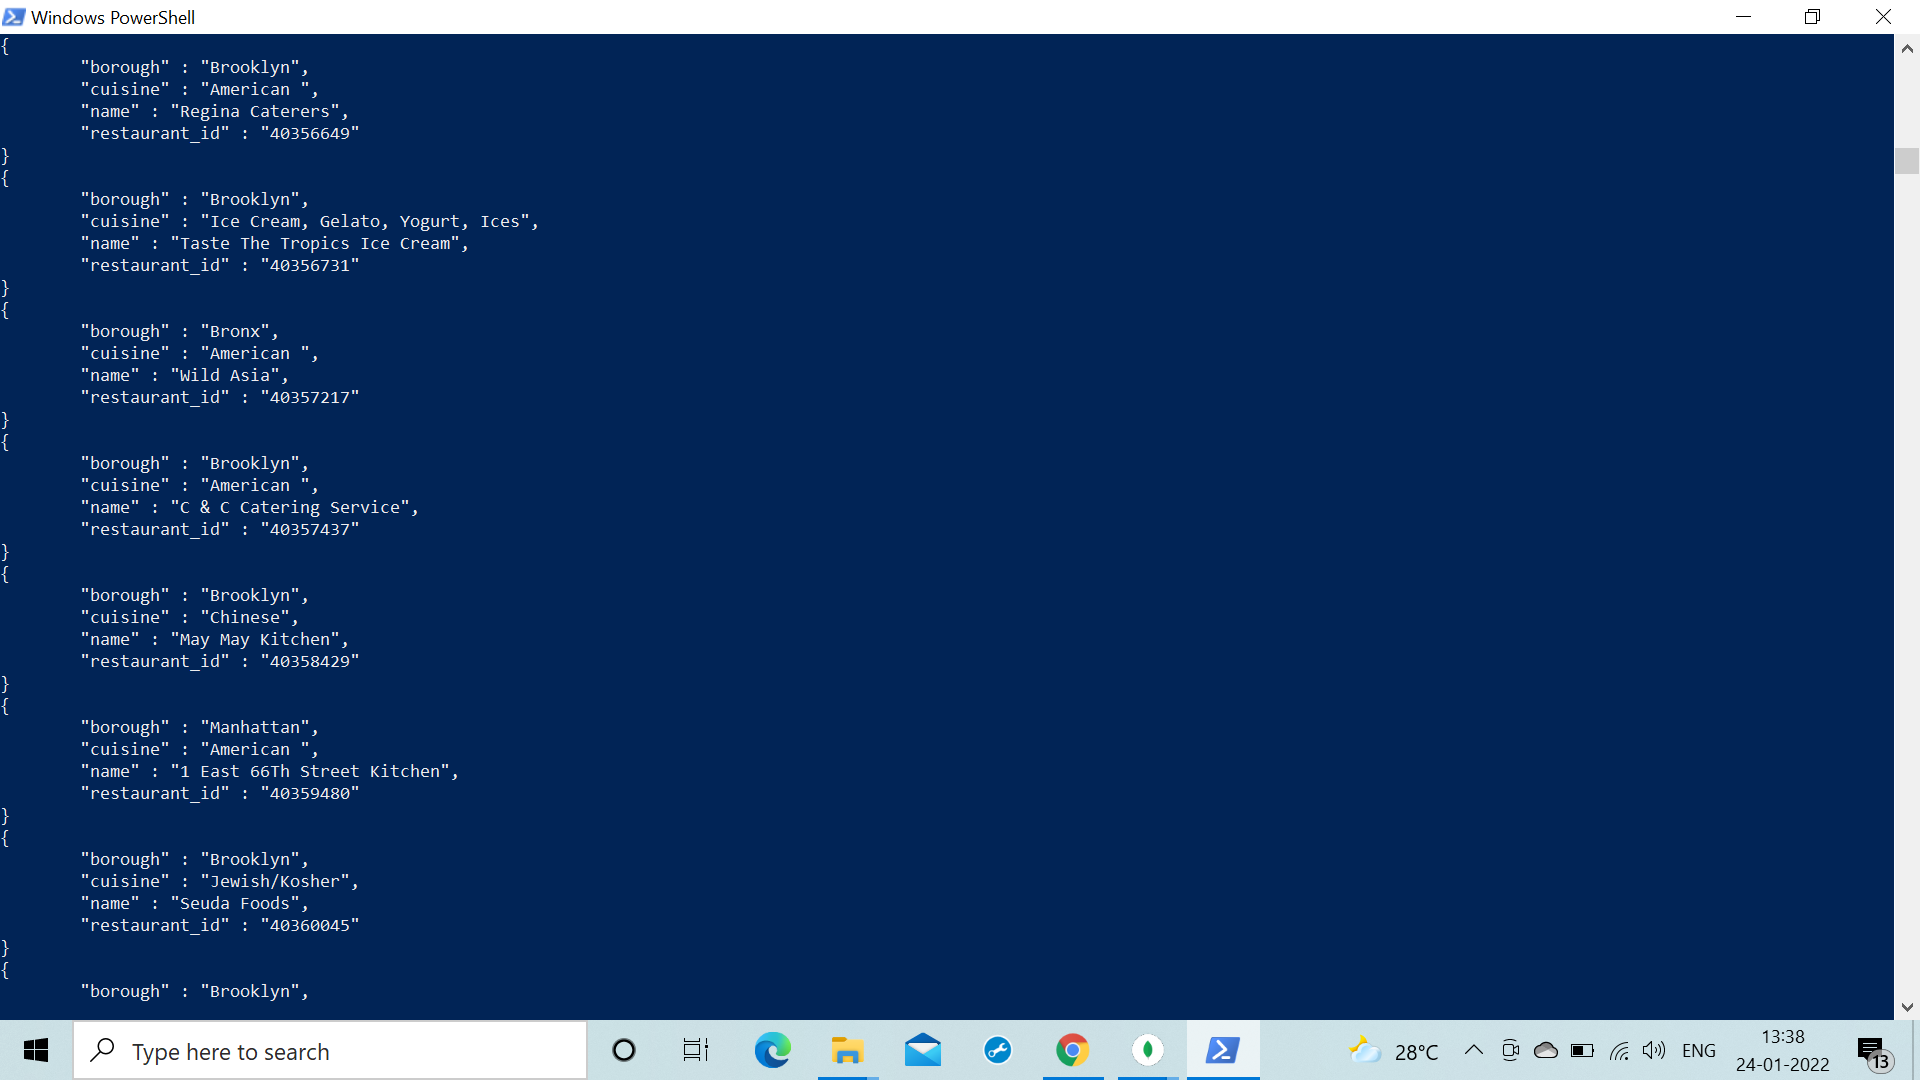 Windows PowerShell
{
"borough" : "Brooklyn",
"cuisine" : "American ",
"name" : "Regina Caterers",
"restaurant_id" : "40356649"
}
{
"borough" : "Brooklyn",
"cuisine" : "Ice Cream, Gelato, Yogurt, Ices",
"name" : "Taste The Tropics Ice Cream",
"restaurant_id" : "40356731"
}
{
"borough" : "Bronx",
"cuisine" : "American ",
"name" : "Wild Asia",
"restaurant_id" : "40357217"
}
{
"borough" : "Brooklyn",
"cuisine" : "American ",
"name" : "C & C Catering Service",
"restaurant_id" : "40357437"
}
{
"borough" : "Brooklyn",
"cuisine" : "Chinese",
"name" : "May May Kitchen",
"restaurant_id" : "40358429"
}
{
"borough" : "Manhattan",
"cuisine" : "American ",
"name" : "1 East 66Th Street Kitchen",
"restaurant_id" : "40359480"
}
{
"borough" : "Brooklyn",
"cuisine" : "Jewish/Kosher",
"name" : "Seuda Foods",
"restaurant_id" : "40360045"
}
{
"borough" : "Brooklyn",
Type here to search
28°C
ENG
13:38
24-01-2022
13